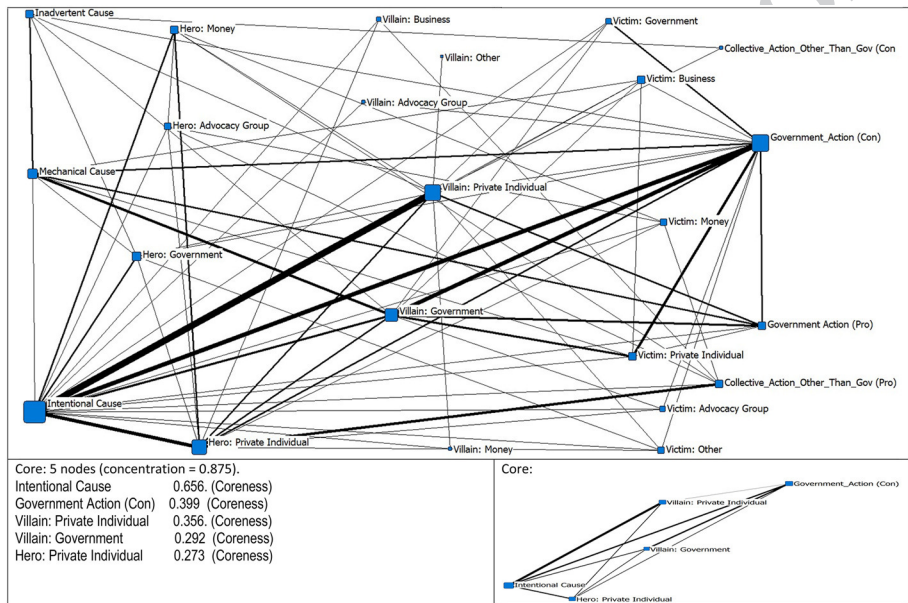 Inadvertent Cause
Villain: Business
Victim: Government
Hero: Money
Collective_Action_Other_Than_Gov (Con
Villain: Other
Victim: Business
Villain: Advocacy Group
Hero: Advocacy Group
Government_Action (Con)
Mechanical Cause
Villain: Private Individual
Victim: Money
Hero: Government
Villain: Government
Government Action (Pro)
Victim: Private Individual
Collective_Action_Other_Than_Gov (Pro)
Intentional Cause
Victim: Advocacy Group
Hero: Private Individual
Villain: Money
Victim: Other
Core: 5 nodes (concentration = 0.875).
Intentional Cause 0.656. (Coreness)
Government Action (Con) 0.399 (Coreness)
Villain: Private Individual 0.356. (Coreness)
Villain: Government 0.292 (Coreness)
Hero: Private Individual 0.273 (Coreness)
Core:
Government_Action (Con)
Villain: Private Individual
Villain: Government
Intentional Cause
Hero: Private Individual